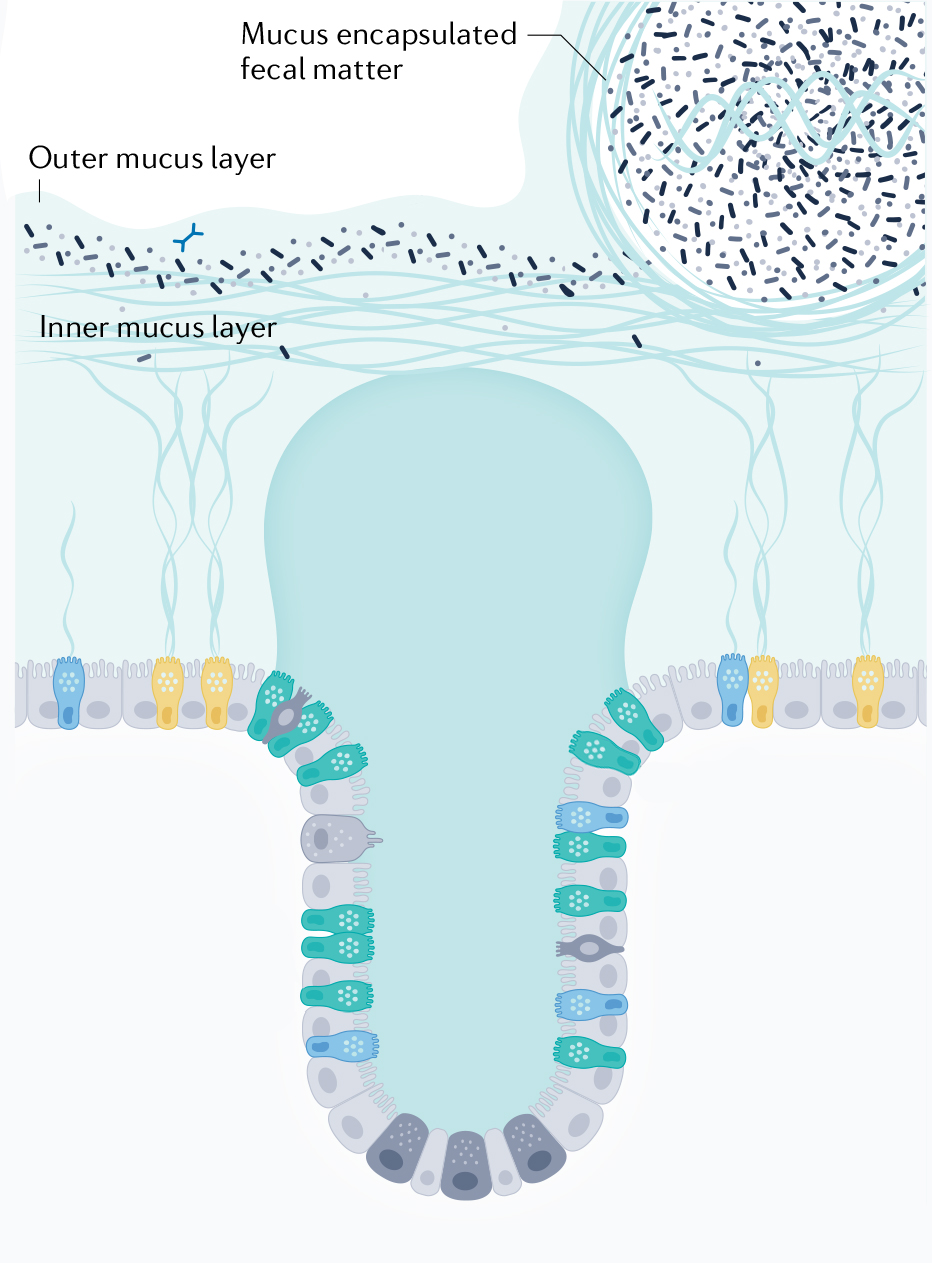 Mucus encapsulated
fecal matter
Outer mucus layer
Inner mucus layer